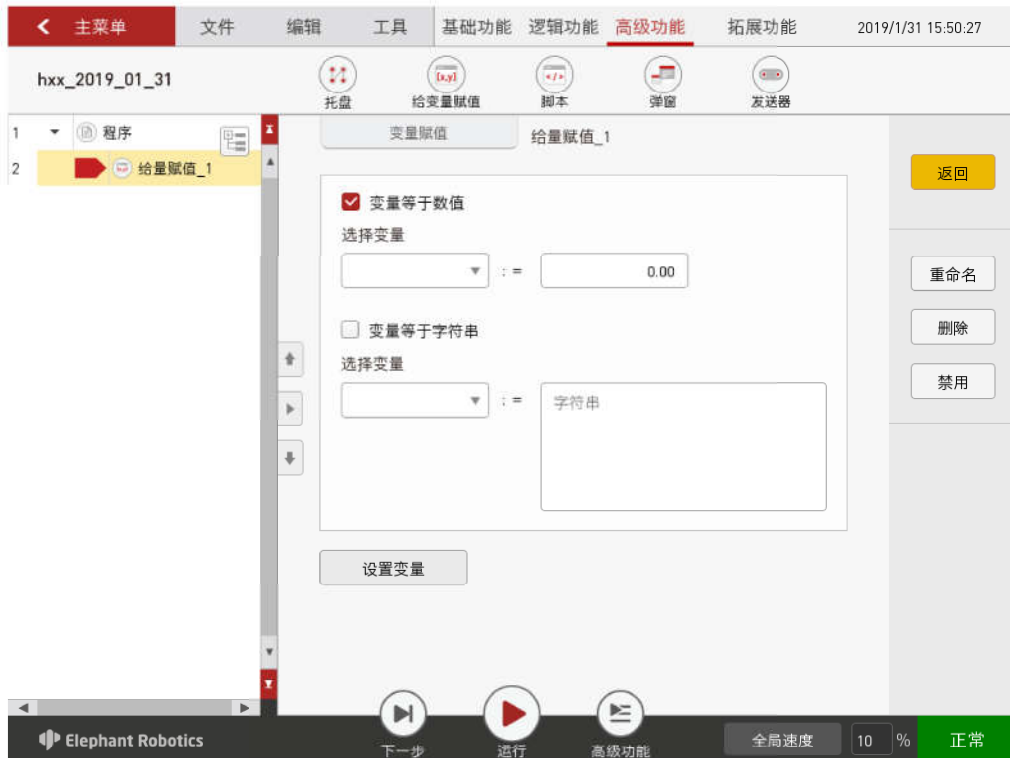 主菜单 文件 编辑 工具 基础功能 逻辑功能 高级功能 拓展功能 2019/1/31 15:50:27
hxx_2019_01_31
托盘 给变量赋值 脚本 弹窗 发送器
[x,y] </>
1 程序
2 给量赋值_1
变量赋值 给量赋值_1
变量等于数值
选择变量
:= 0.00
变量等于字符串
选择变量
:= 字符串
设置变量
返回
重命名
删除
禁用
Elephant Robotics
下一步 运行 高级功能
全局速度 10 % 正常